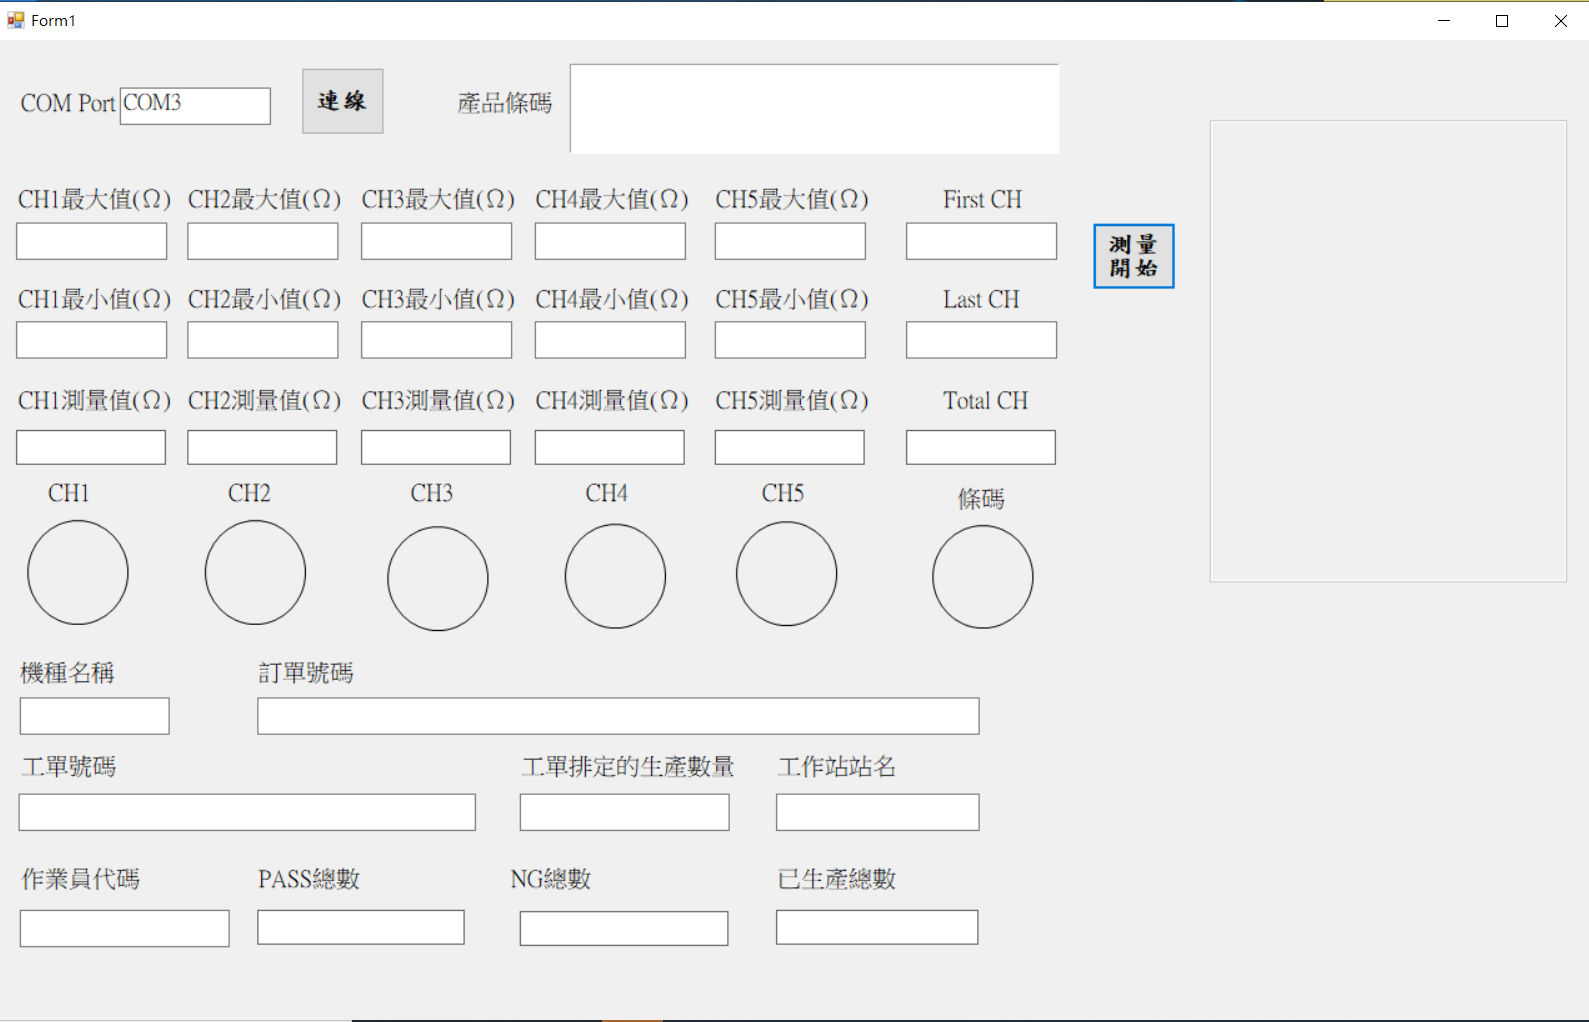 Form1
COM Port COM3 連線 產品條碼
CH1最大值(Ω) CH2最大值(Ω) CH3最大值(Ω) CH4最大值(Ω) CH5最大值(Ω) First CH
測量
開始
CH1最小值(Ω) CH2最小值(Ω) CH3最小值(Ω) CH4最小值(Ω) CH5最小值(Ω) Last CH
CH1測量值(Ω) CH2測量值(Ω) CH3測量值(Ω) CH4測量值(Ω) CH5測量值(Ω) Total CH
CH1 CH2 CH3 CH4 CH5 條碼
機種名稱 訂單號碼
工單號碼 工單排定的生產數量 工作站站名
作業員代碼 PASS總數 NG總數 已生產總數